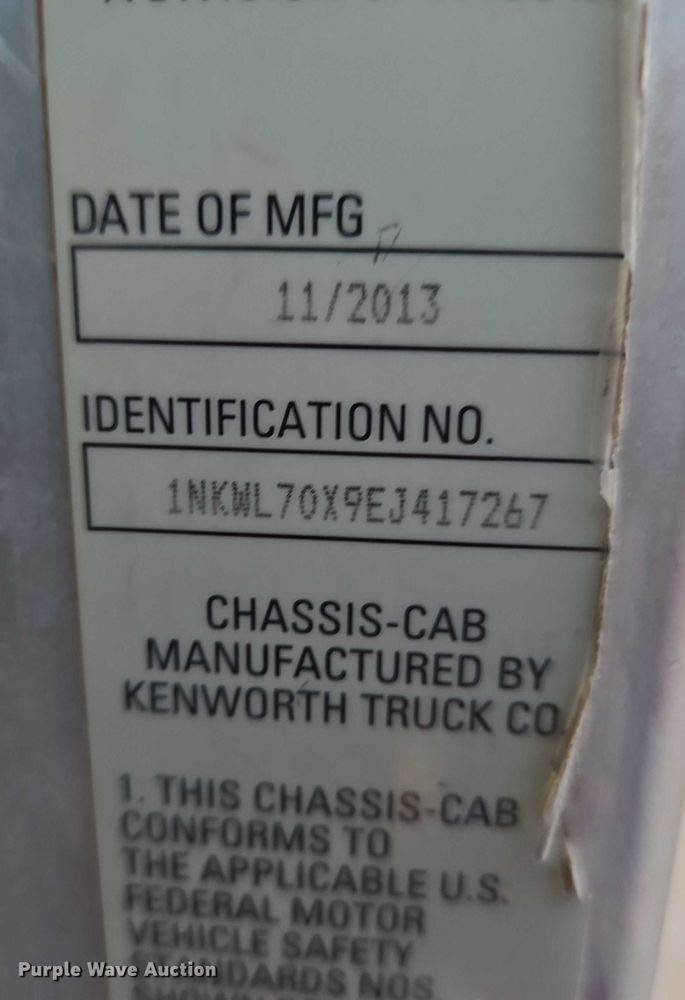 DATE OF MFG
11/2013
IDENTIFICATION NO.
1NKWL70X9EJ417267
CHASSIS-CAB
MANUFACTURED BY
KENWORTH TRUCK CO.
1. THIS CHASSIS-CAB
CONFORMS TO
THE APPLICABLE U.S.
FEDERAL MOTOR
VEHICLE SAFETY
NOS.
Purple Wave Auction